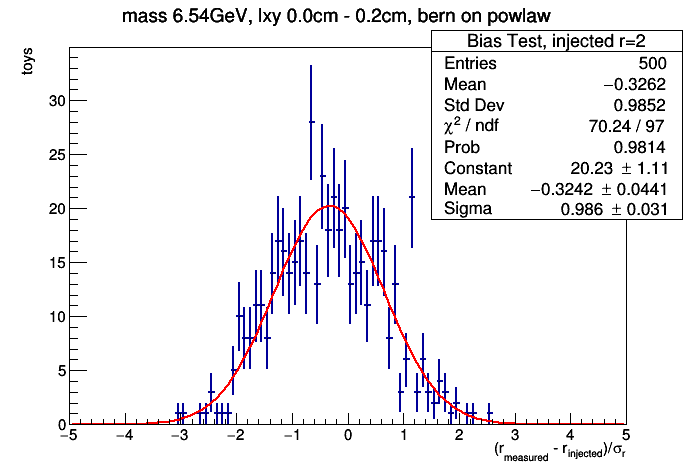 mass 6.54GeV, lxy 0.0cm - 0.2cm, bern on powlaw
Bias Test, injected r=2
Entries 500
Mean −0.3262
Std Dev 0.9852
χ² / ndf 70.24 / 97
Prob 0.9814
Constant 20.23 ± 1.11
Mean −0.3242 ± 0.0441
Sigma 0.986 ± 0.031
toys
30
25
20
15
10
5
0
−5 −4 −3 −2 −1 0 1 2 3 4 5
(r_measured - r_injected)/σ_r